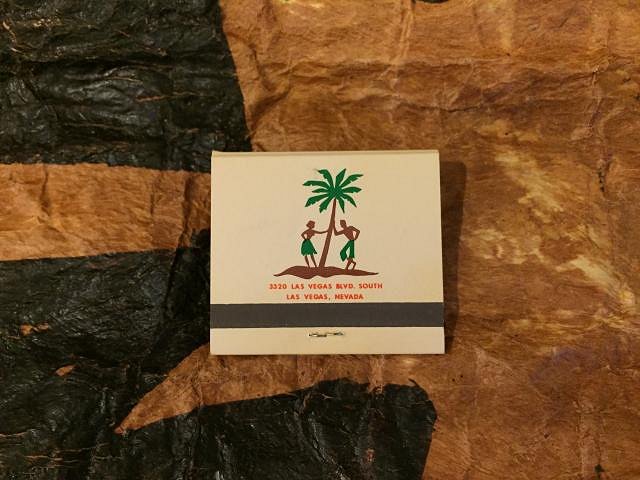 3320 LAS VEGAS BLVD. SOUTH
LAS VEGAS, NEVADA